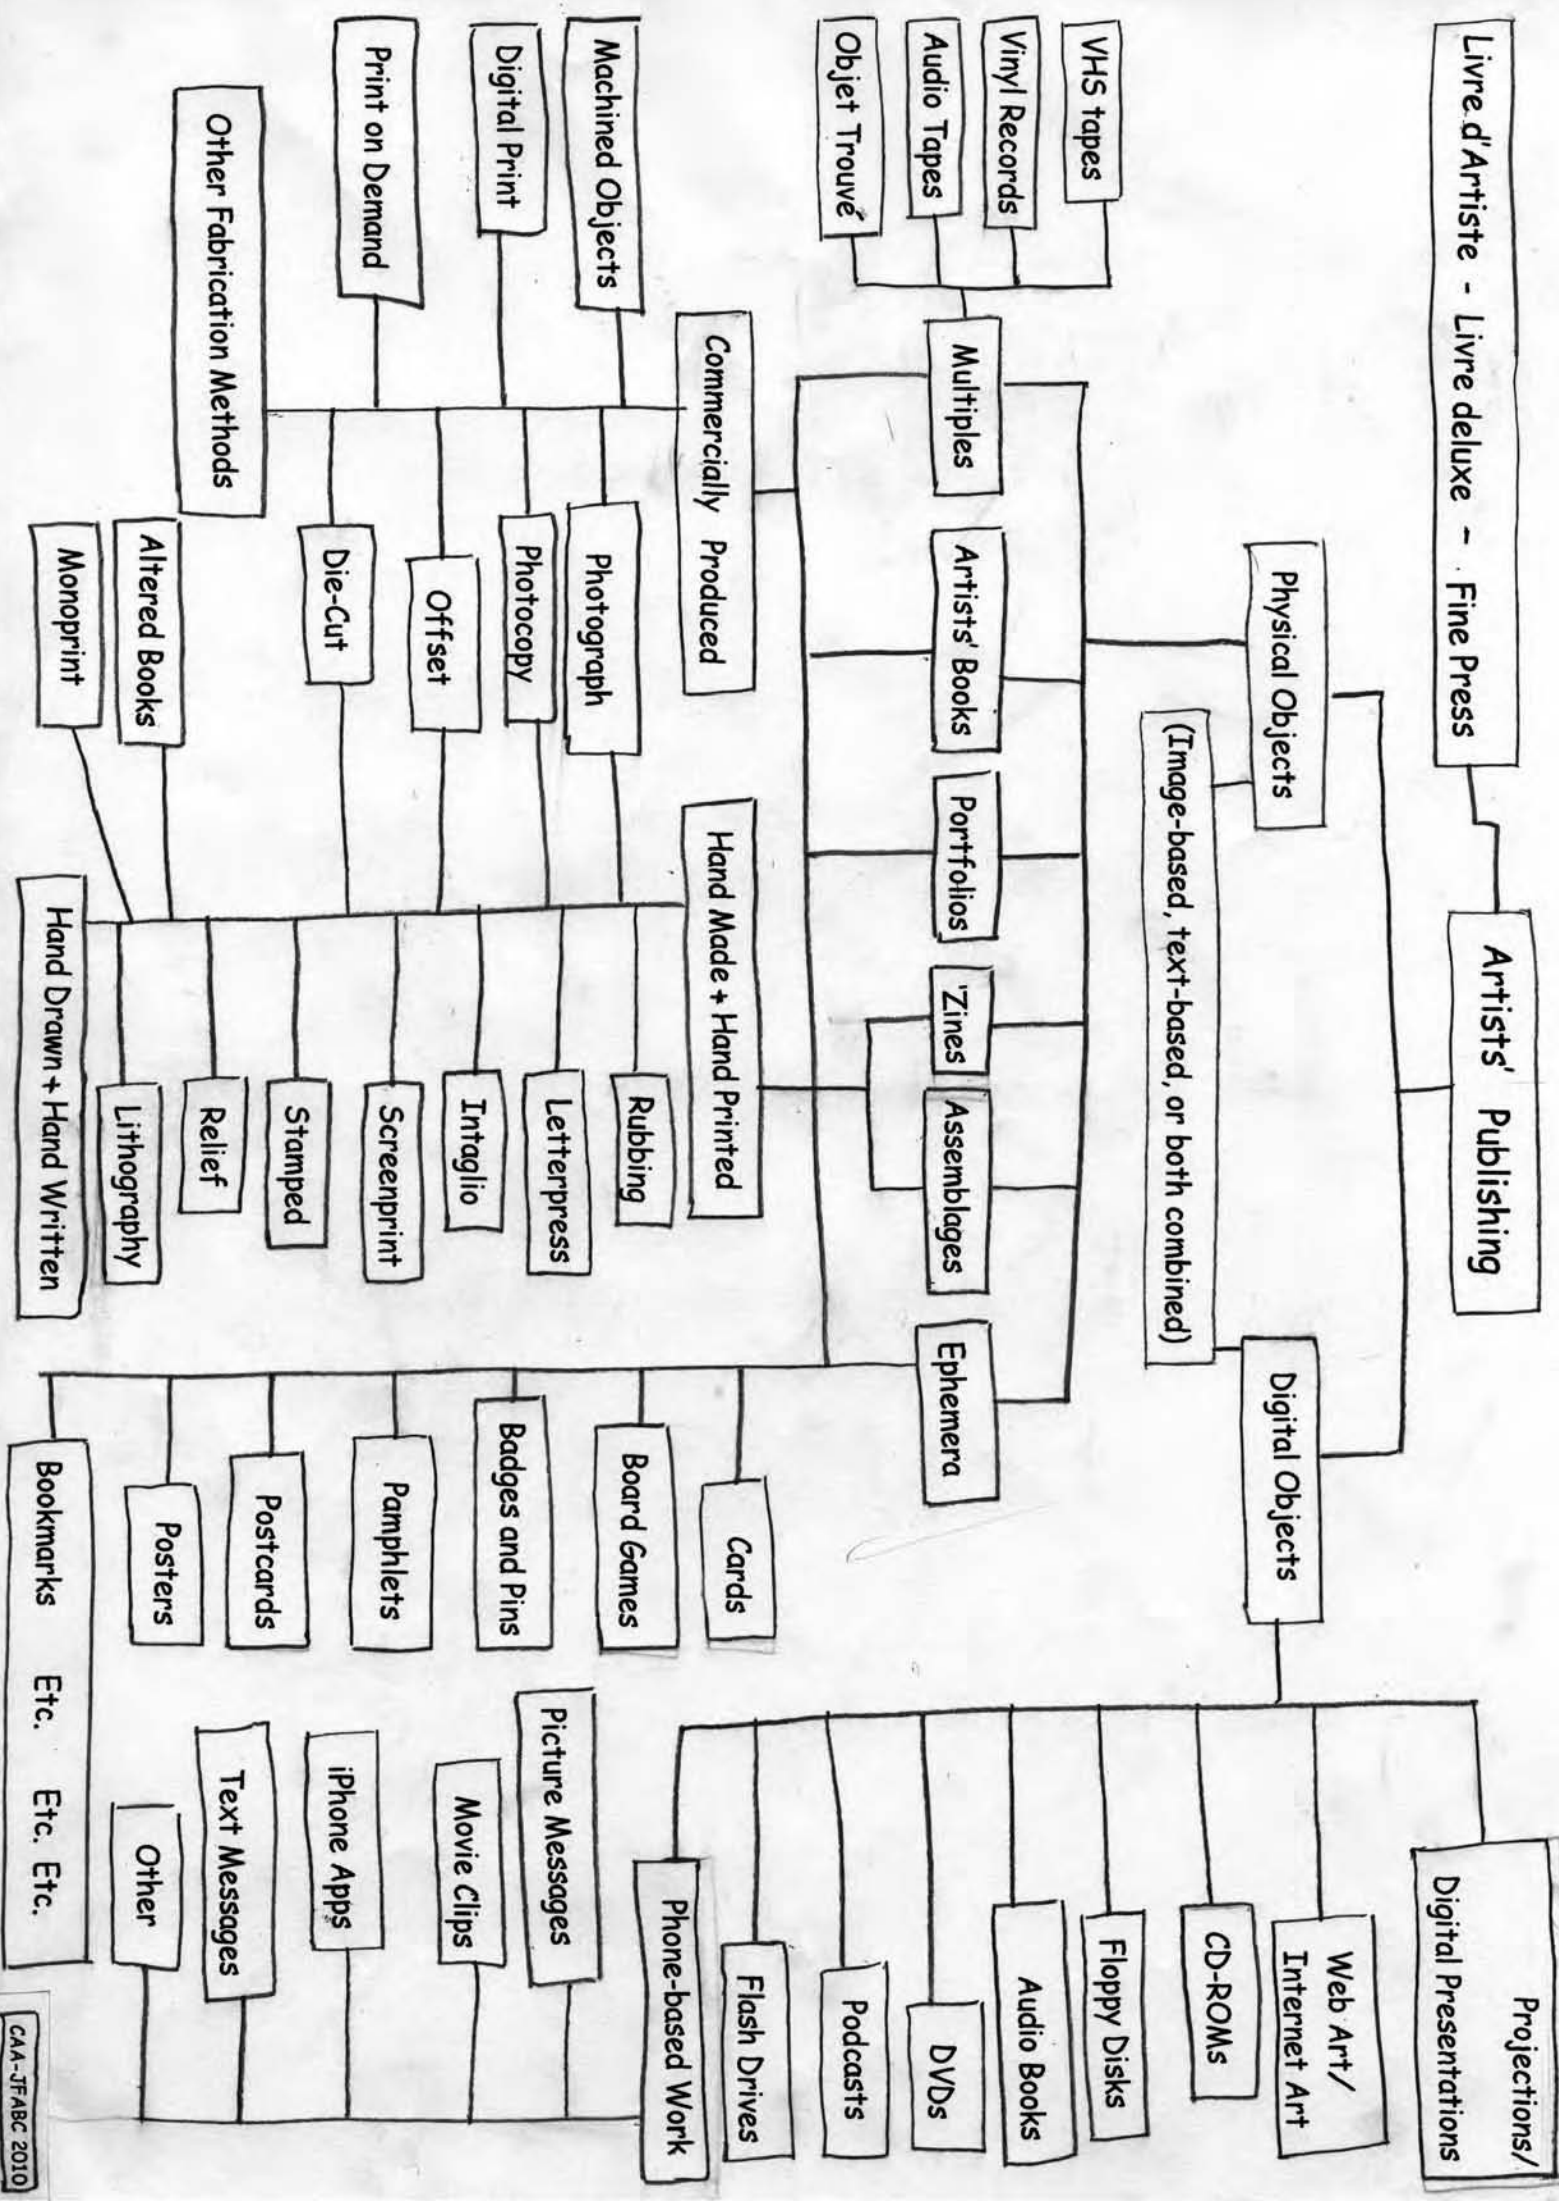 Livre d'Artiste - Livre deluxe - Fine Press
Artists' Publishing
Physical Objects
(Image-based, text-based, or both combined)
Digital Objects
Projections/
Digital Presentations
Web Art/
Internet Art
CD-ROMs
Floppy Disks
Audio Books
DVDs
Podcasts
Flash Drives
Phone-based Work
Picture Messages
Movie Clips
iPhone Apps
Text Messages
Other
VHS tapes
Vinyl Records
Audio Tapes
Objet Trouvé
Multiples
Artists' Books
Portfolios
'Zines
Assemblages
Ephemera
Cards
Board Games
Badges and Pins
Pamphlets
Postcards
Posters
Bookmarks Etc. Etc. Etc.
Commercially Produced
Machined Objects
Digital Print
Print on Demand
Other Fabrication Methods
Photograph
Photocopy
Offset
Die-Cut
Altered Books
Monoprint
Hand Made + Hand Printed
Rubbing
Letterpress
Intaglio
Screenprint
Stamped
Relief
Lithography
Hand Drawn + Hand Written
CAA-JFABC 2010